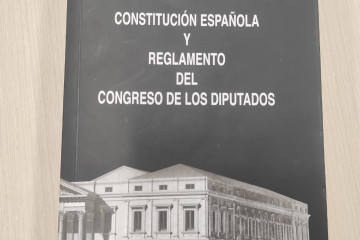 CONSTITUCIÓN ESPAÑOLA
Y
REGLAMENTO
DEL
CONGRESO DE LOS DIPUTADOS